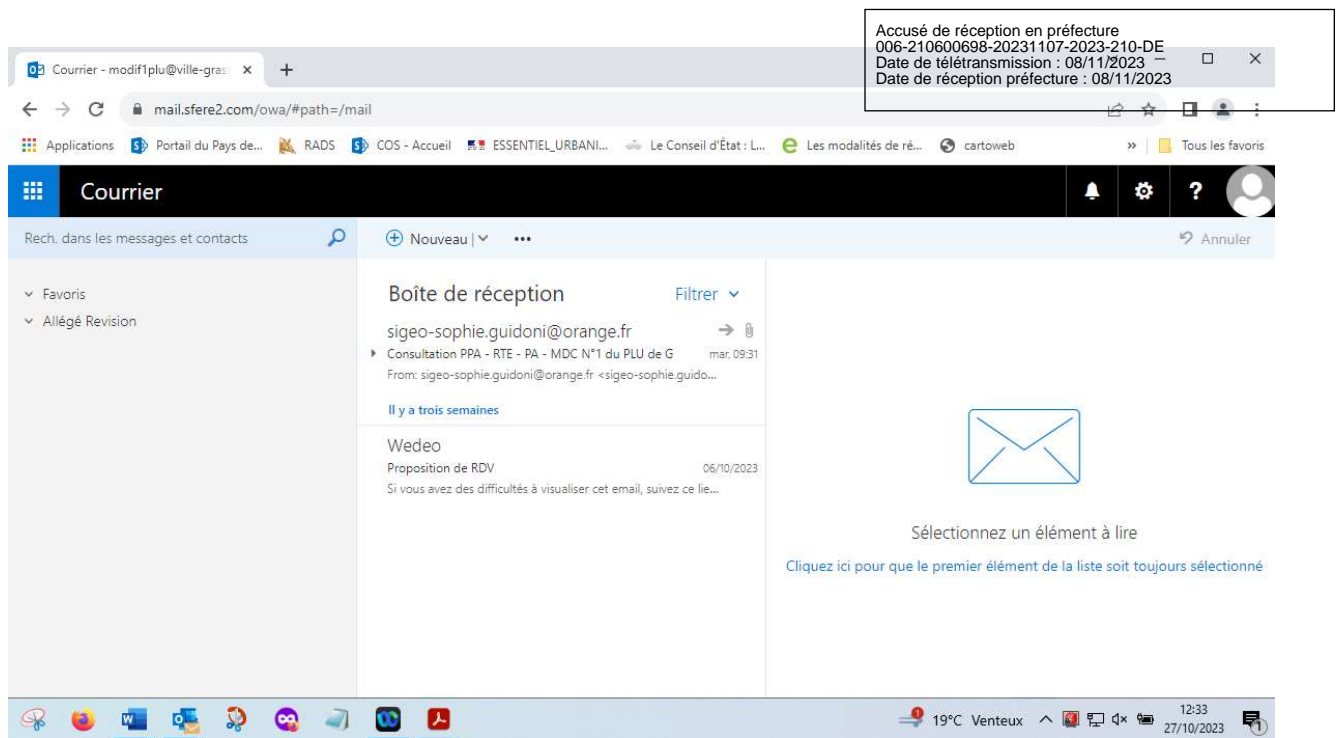 Accusé de réception en préfecture
006-210600698-20231107-2023-210-DE
Date de télétransmission : 08/11/2023
Date de réception préfecture : 08/11/2023
Courrier - modif1plu@ville-gras
mail.sfere2.com/owa/#path=/mail
Applications Portail du Pays de... RADS COS - Accueil ESSENTIEL_URBANI... Le Conseil d'État : L... Les modalités de ré... cartoweb » Tous les favoris
Courrier
Rech. dans les messages et contacts
Nouveau
Annuler
Favoris
Allégé Revision
Boîte de réception
Filtrer
sigeo-sophie.guidoni@orange.fr
Consultation PPA - RTE - PA - MDC N°1 du PLU de G mar. 09:31
From: sigeo-sophie.guidoni@orange.fr <sigeo-sophie.guido...
Il y a trois semaines
Wedeo
Proposition de RDV 06/10/2023
Si vous avez des difficultés à visualiser cet email, suivez ce lie...
Sélectionnez un élément à lire
Cliquez ici pour que le premier élément de la liste soit toujours sélectionné
19°C Venteux
12:33
27/10/2023